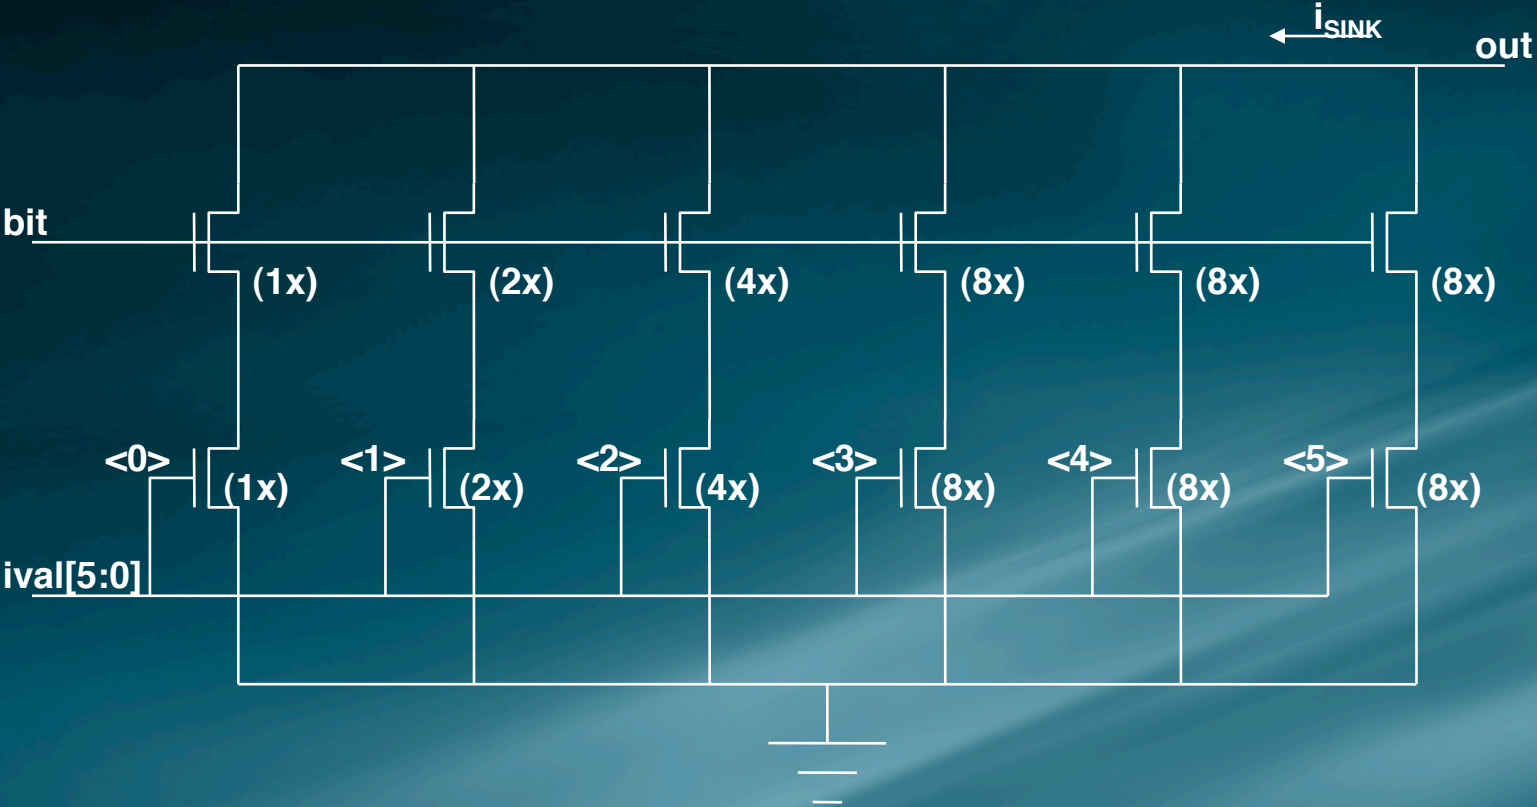 iSINK
out
bit
(1x) (2x) (4x) (8x) (8x) (8x)
<0> <1> <2> <3> <4> <5>
(1x) (2x) (4x) (8x) (8x) (8x)
ival[5:0]